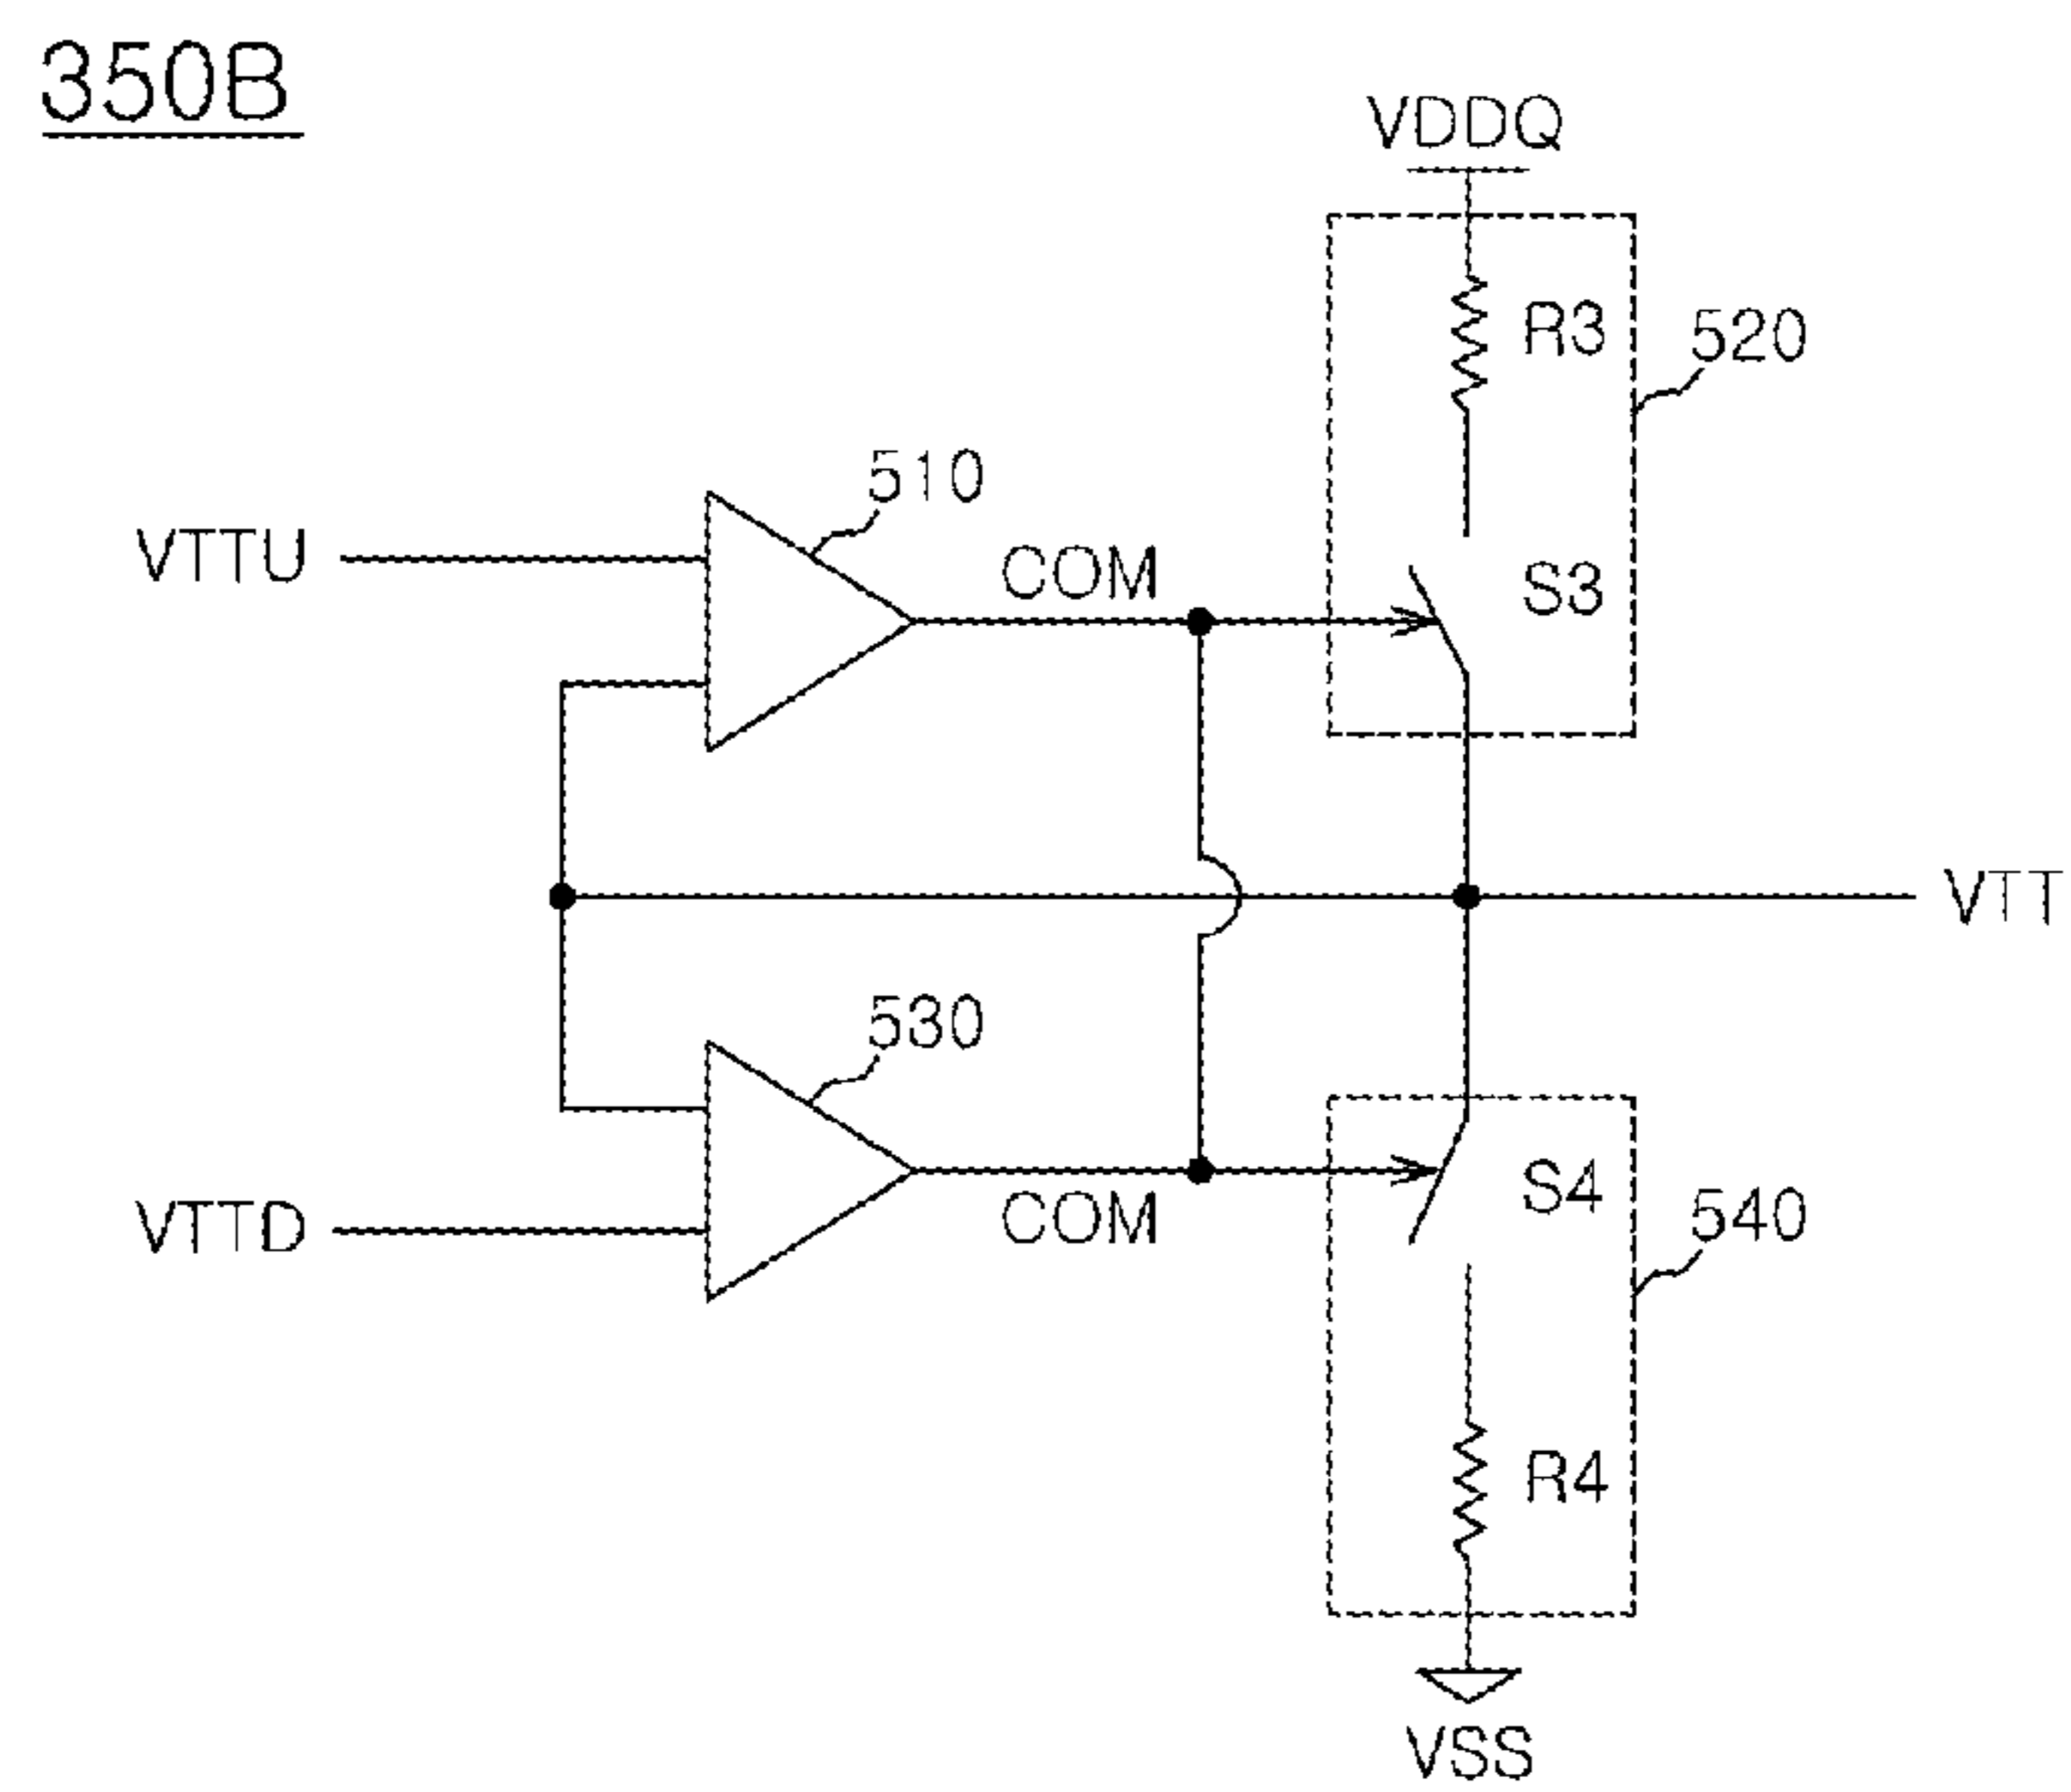 350B
VDDQ
R3
520
510
VTTU
COM
S3
VTT
530
COM
VTTD
S4
540
R4
VSS